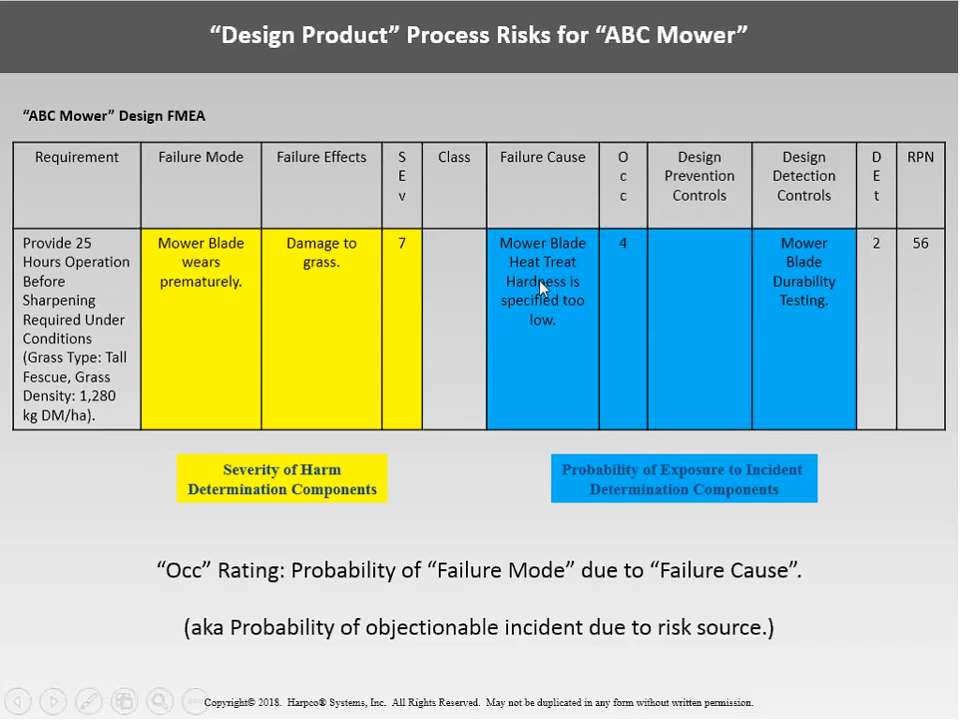 “Design Product” Process Risks for “ABC Mower”
“ABC Mower” Design FMEA
Requirement
Failure Mode
Failure Effects
S
E
v
Class
Failure Cause
O
c
c
Design
Prevention
Controls
Design
Detection
Controls
D
E
t
RPN
Provide 25
Hours Operation
Before
Sharpening
Required Under
Conditions
(Grass Type: Tall
Fescue, Grass
Density: 1,280
kg DM/ha).
Mower Blade
wears
prematurely.
Damage to
grass.
7
Mower Blade
Heat Treat
Hardness is
specified too
low.
4
Mower
Blade
Durability
Testing.
2
56
Severity of Harm
Determination Components
Probability of Exposure to Incident
Determination Components
“Occ” Rating: Probability of “Failure Mode” due to “Failure Cause”.
(aka Probability of objectionable incident due to risk source.)
Copyright© 2018. Harpco® Systems, Inc. All Rights Reserved. May not be duplicated in any form without written permission.